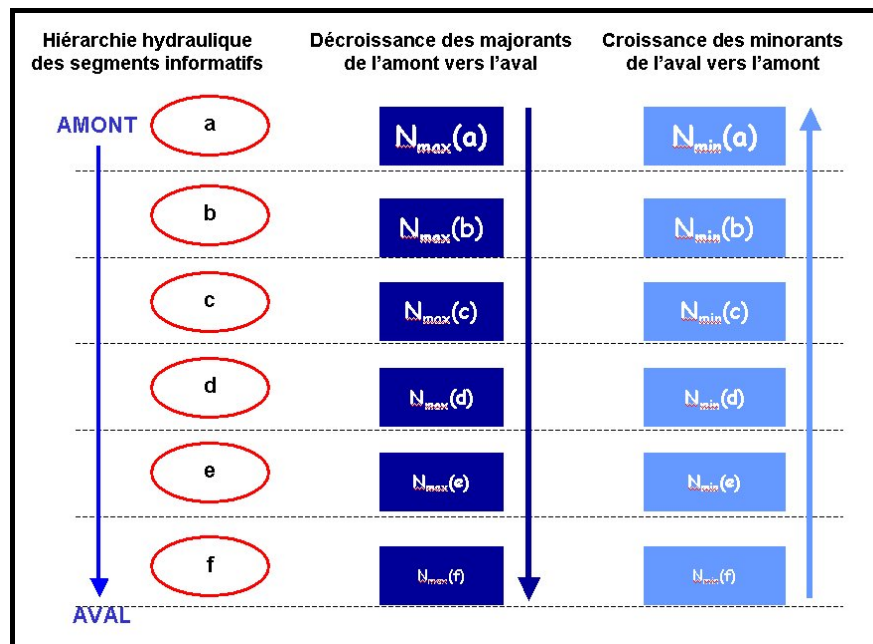 Hiérarchie hydraulique
des segments informatifs
Décroissance des majorants
de l'amont vers l'aval
Croissance des minorants
de l'aval vers l'amont
AMONT
a
Nmax(a)
Nmin(a)
b
Nmax(b)
Nmin(b)
c
Nmax(c)
Nmin(c)
d
Nmax(d)
Nmin(d)
e
Nmax(e)
Nmin(e)
f
Nmax(f)
Nmin(f)
AVAL